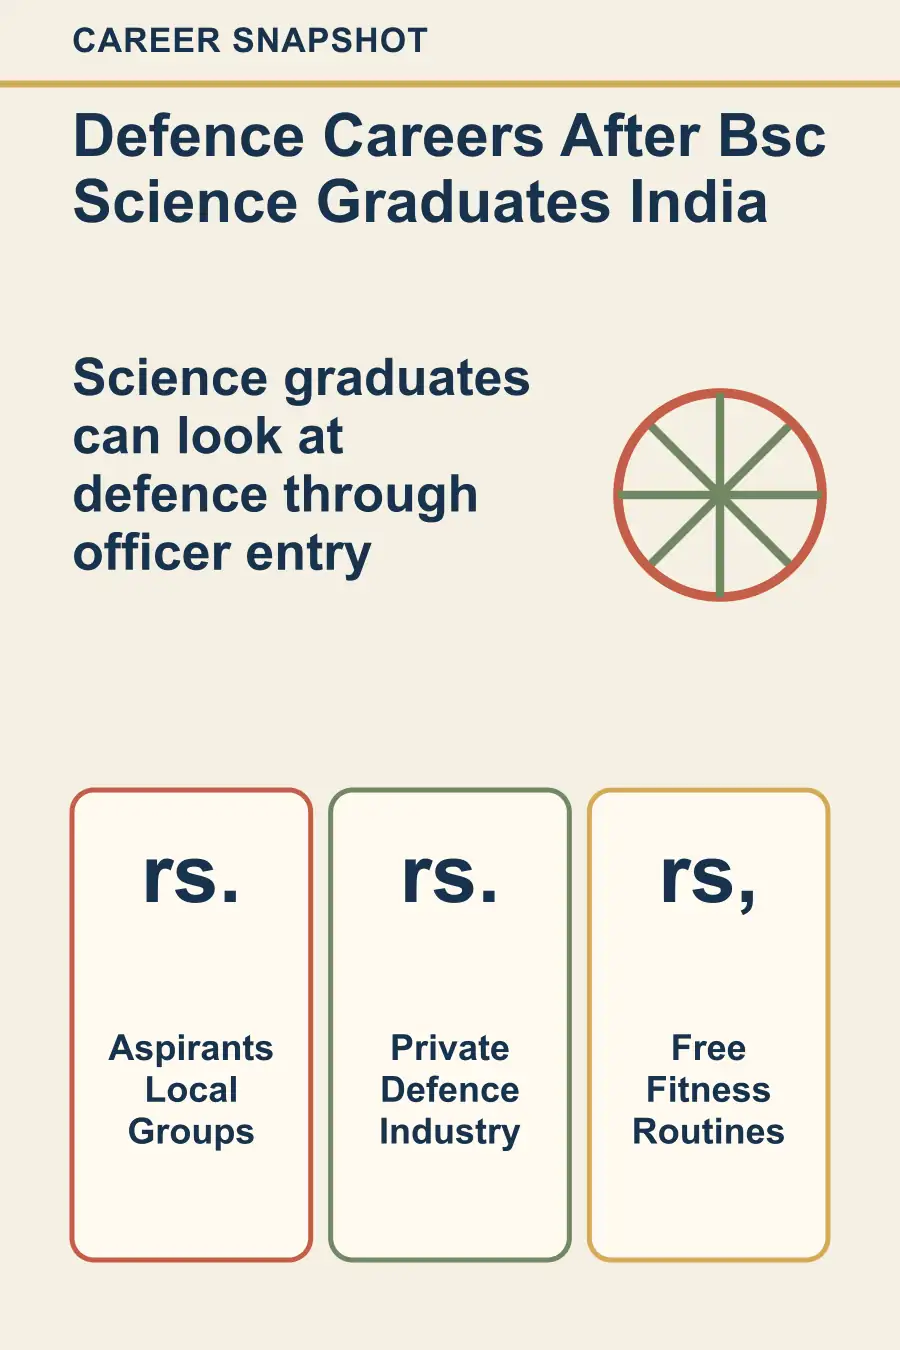 CAREER SNAPSHOT
Defence Careers After Bsc
Science Graduates India
Science graduates
can look at
defence through
officer entry
rs.
Aspirants
Local
Groups
rs.
Private
Defence
Industry
rs,
Free
Fitness
Routines